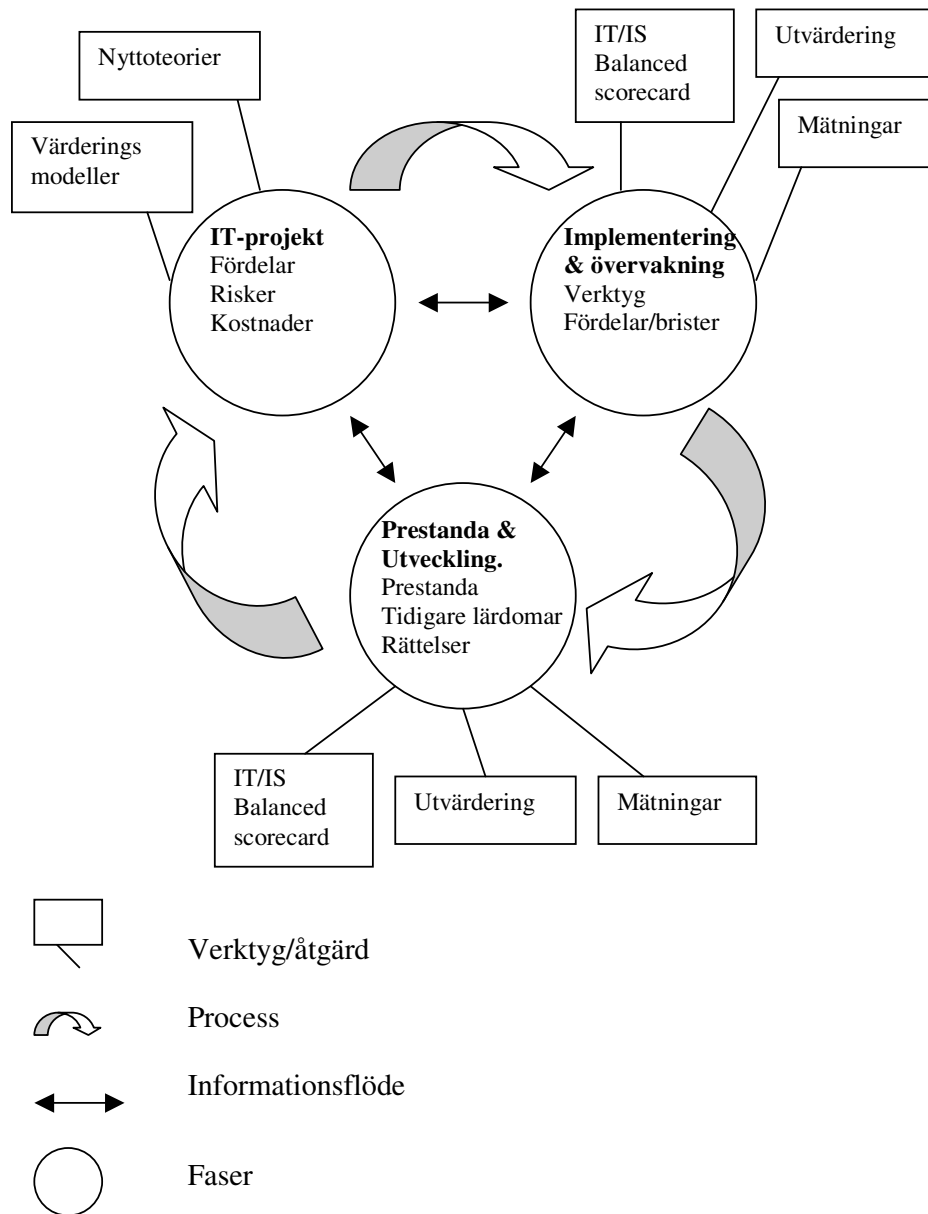 Nyttoteorier
Värderings
modeller
IT/IS
Balanced
scorecard
Utvärdering
Mätningar
IT-projekt
Fördelar
Risker
Kostnader
Implementering
& övervakning
Verktyg
Fördelar/brister
Prestanda &
Utveckling.
Prestanda
Tidigare lärdomar
Rättelser
IT/IS
Balanced
scorecard
Utvärdering
Mätningar
Verktyg/åtgärd
Process
Informationsflöde
Faser